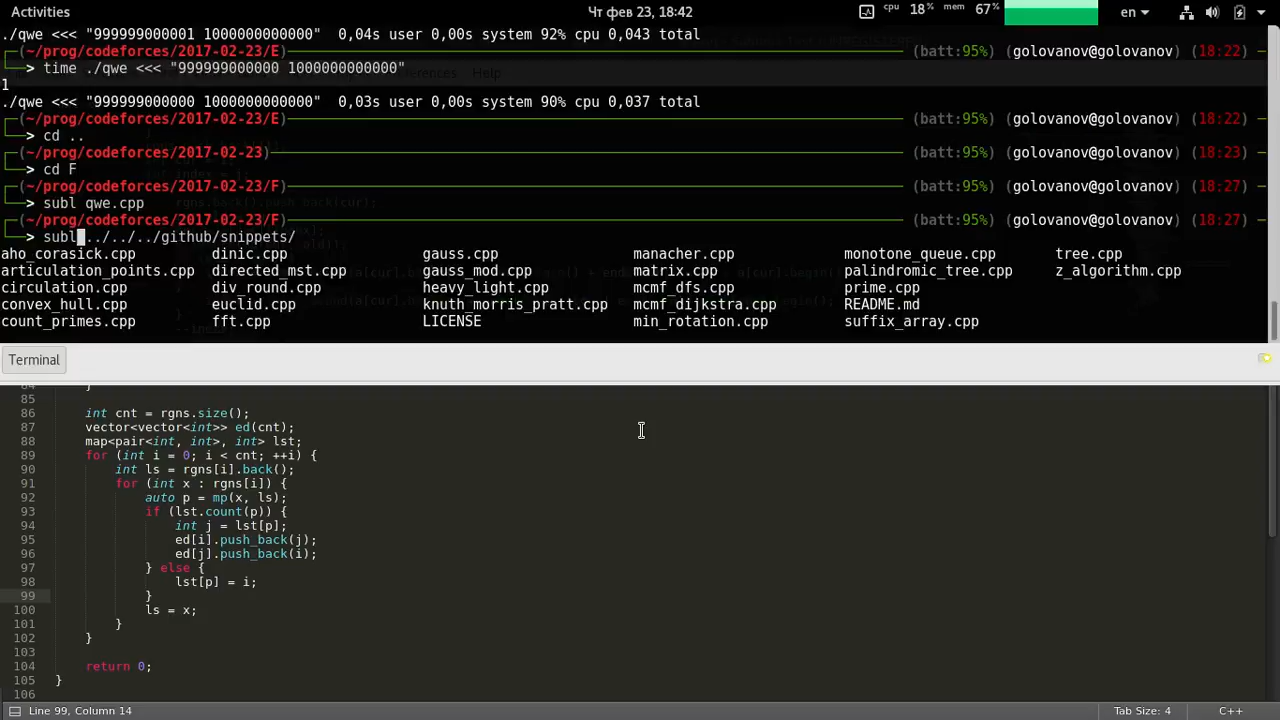 Activities Чт фев 23, 18:42 cpu 18% mem 67% en
./qwe <<< "999999000001 1000000000000" 0,04s user 0,00s system 92% cpu 0,043 total
(~/prog/codeforces/2017-02-23/E) (batt:95%) (golovanov@golovanov) (18:22)
> time ./qwe <<< "999999000000 1000000000000"
1
./qwe <<< "999999000000 1000000000000" 0,03s user 0,00s system 90% cpu 0,037 total
(~/prog/codeforces/2017-02-23/E) (batt:95%) (golovanov@golovanov) (18:22)
> cd ..
(~/prog/codeforces/2017-02-23) (batt:95%) (golovanov@golovanov) (18:23)
> cd F
(~/prog/codeforces/2017-02-23/F) (batt:95%) (golovanov@golovanov) (18:27)
> subl qwe.cpp
(~/prog/codeforces/2017-02-23/F) (batt:95%) (golovanov@golovanov) (18:27)
> subl ../../../github/snippets/
aho_corasick.cpp dinic.cpp gauss.cpp manacher.cpp monotone_queue.cpp tree.cpp
articulation_points.cpp directed_mst.cpp gauss_mod.cpp matrix.cpp palindromic_tree.cpp z_algorithm.cpp
circulation.cpp div_round.cpp heavy_light.cpp mcmf_dfs.cpp prime.cpp
convex_hull.cpp euclid.cpp knuth_morris_pratt.cpp mcmf_dijkstra.cpp README.md
count_primes.cpp fft.cpp LICENSE min_rotation.cpp suffix_array.cpp
Terminal
84 }
85
86 int cnt = rgns.size();
87 vector<vector<int>> ed(cnt);
88 map<pair<int, int>, int> lst;
89 for (int i = 0; i < cnt; ++i) {
90 int ls = rgns[i].back();
91 for (int x : rgns[i]) {
92 auto p = mp(x, ls);
93 if (lst.count(p)) {
94 int j = lst[p];
95 ed[i].push_back(j);
96 ed[j].push_back(i);
97 } else {
98 lst[p] = i;
99 }
100 ls = x;
101 }
102 }
103
104 return 0;
105 }
106
Line 99, Column 14 Tab Size: 4 C++